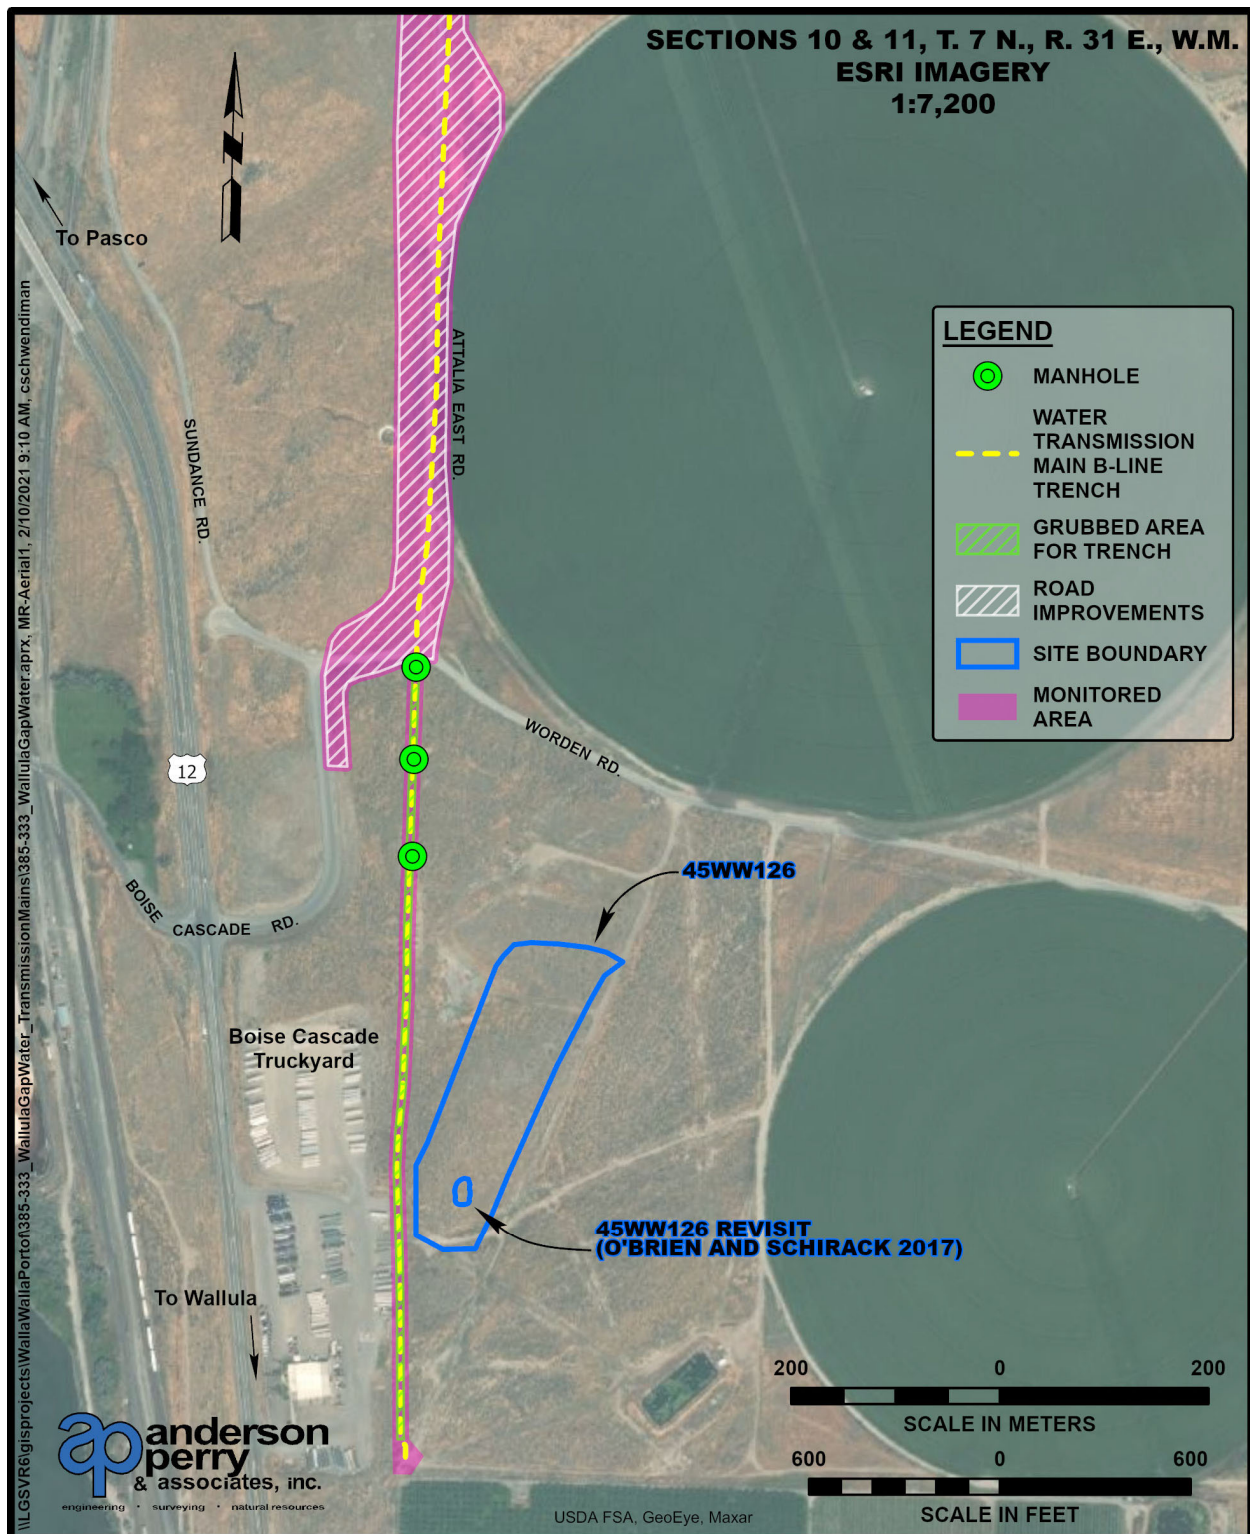 SECTIONS 10 & 11, T. 7 N., R. 31 E., W.M.
ESRI IMAGERY
1:7,200
To Pasco
LEGEND
MANHOLE
WATER
TRANSMISSION
MAIN B-LINE
TRENCH
GRUBBED AREA
FOR TRENCH
ROAD
IMPROVEMENTS
SITE BOUNDARY
MONITORED
AREA
ATTALIA EAST RD.
SUNDANCE RD.
WORDEN RD.
12
BOISE CASCADE RD.
45WW126
Boise Cascade
Truckyard
45WW126 REVISIT
(O'BRIEN AND SCHIRACK 2017)
To Wallula
200 0 200
SCALE IN METERS
600 0 600
SCALE IN FEET
anderson
perry
& associates, inc.
engineering · surveying · natural resources
USDA FSA, GeoEye, Maxar
\\LGSVR6\gisprojects\WallaWallaPortof\385-333_WallulaGapWater_TransmissionMains\385-333_WallulaGapWater.aprx, MR-Aerial1, 2/10/2021 9:10 AM, cschwendiman